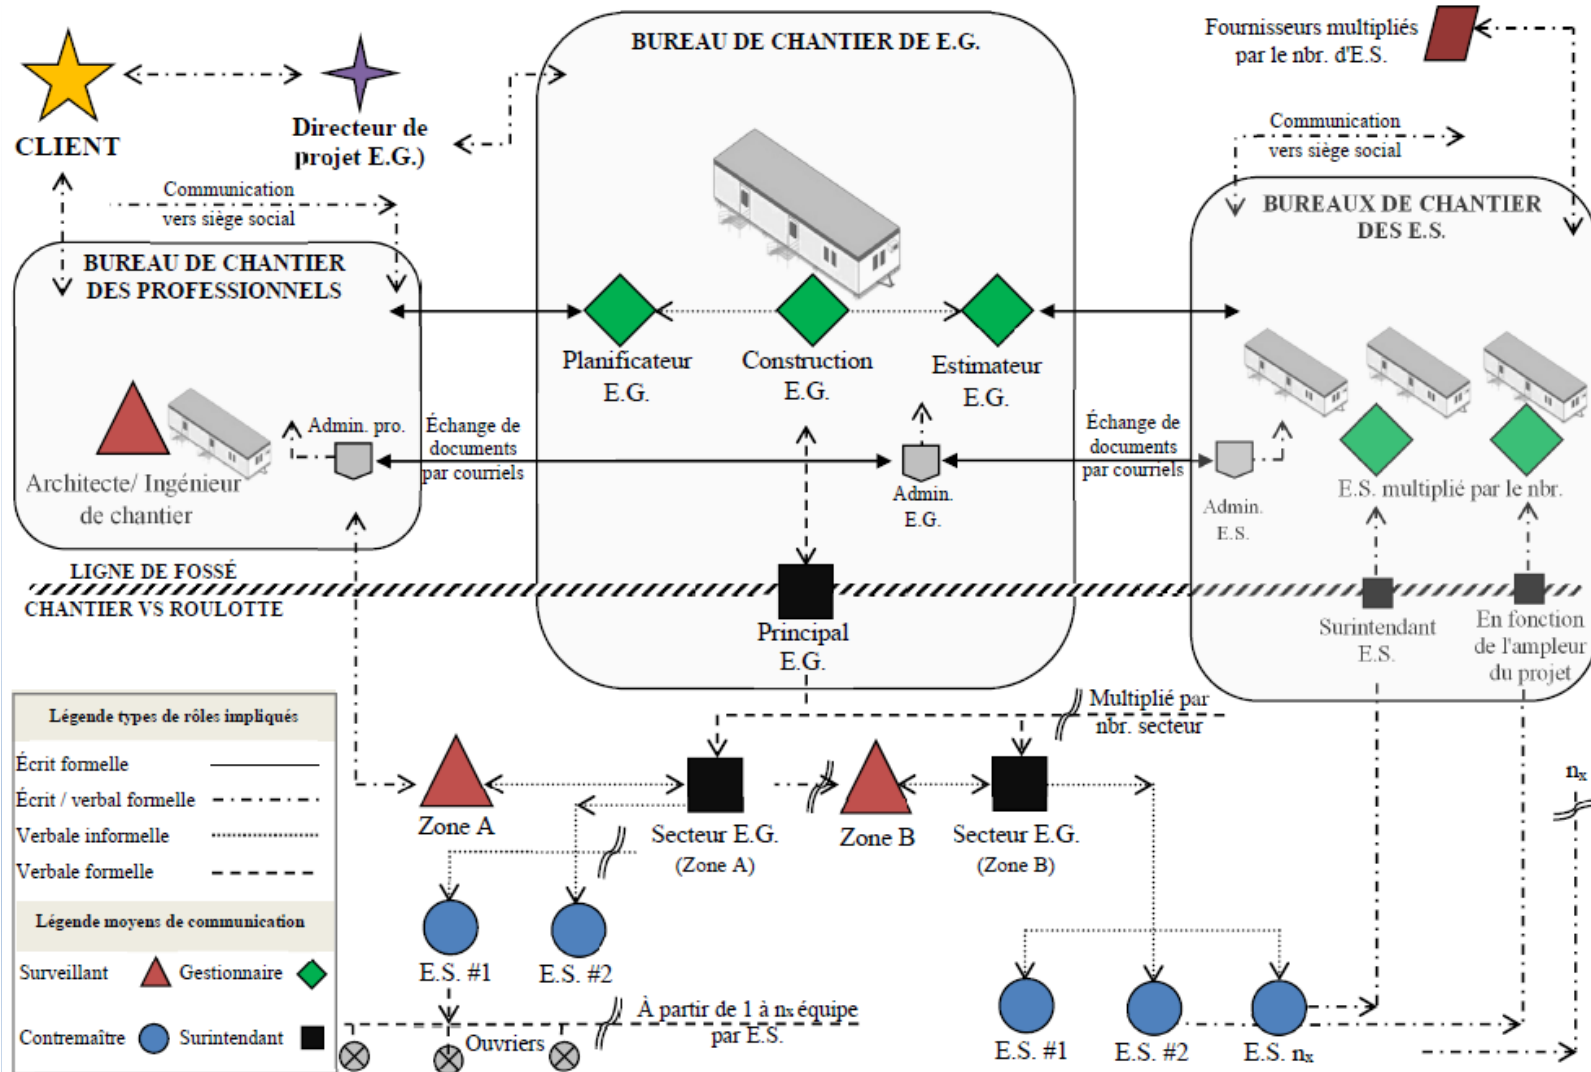 CLIENT
Directeur de
projet E.G.)
BUREAU DE CHANTIER DE E.G.
Fournisseurs multipliés
par le nbr. d'E.S.
Communication
vers siège social
Communication
vers siège social
BUREAU DE CHANTIER
DES PROFESSIONNELS
BUREAUX DE CHANTIER
DES E.S.
Planificateur
E.G.
Construction
E.G.
Estimateur
E.G.
Architecte/ Ingénieur
de chantier
Admin. pro.
Échange de
documents
par courriels
Admin.
E.G.
Échange de
documents
par courriels
Admin.
E.S.
E.S. multiplié par le nbr.
LIGNE DE FOSSÉ
CHANTIER VS ROULOTTE
Principal
E.G.
Surintendant
E.S.
En fonction
de l'ampleur
du projet
Multiplié par
nbr. secteur
Zone A
Secteur E.G.
(Zone A)
Zone B
Secteur E.G.
(Zone B)
nₓ
E.S. #1
E.S. #2
À partir de 1 à nₓ équipe
par E.S.
Ouvriers
E.S. #1
E.S. #2
E.S. nₓ
Légende types de rôles impliqués
Écrit formelle
Écrit / verbal formelle
Verbale informelle
Verbale formelle
Légende moyens de communication
Surveillant
Gestionnaire
Contremaître
Surintendant